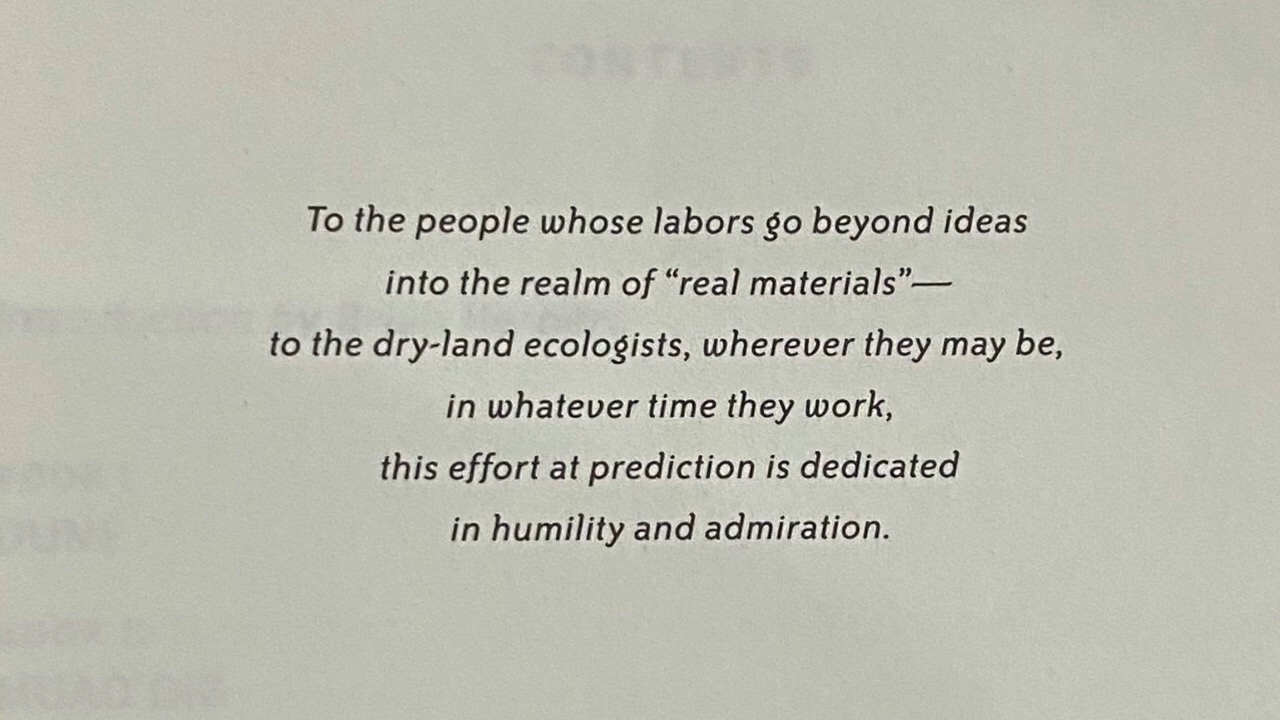 CONTENTS
To the people whose labors go beyond ideas
into the realm of “real materials”—
to the dry-land ecologists, wherever they may be,
in whatever time they work,
this effort at prediction is dedicated
in humility and admiration.